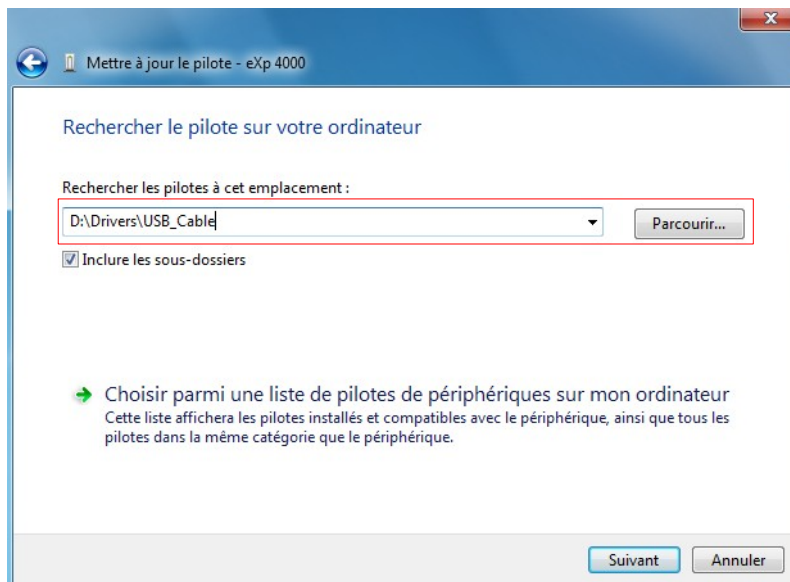 Mettre à jour le pilote - eXp 4000
Rechercher le pilote sur votre ordinateur
Rechercher les pilotes à cet emplacement :
D:\Drivers\USB_Cable
Parcourir...
Inclure les sous-dossiers
Choisir parmi une liste de pilotes de périphériques sur mon ordinateur
Cette liste affichera les pilotes installés et compatibles avec le périphérique, ainsi que tous les
pilotes dans la même catégorie que le périphérique.
Suivant
Annuler